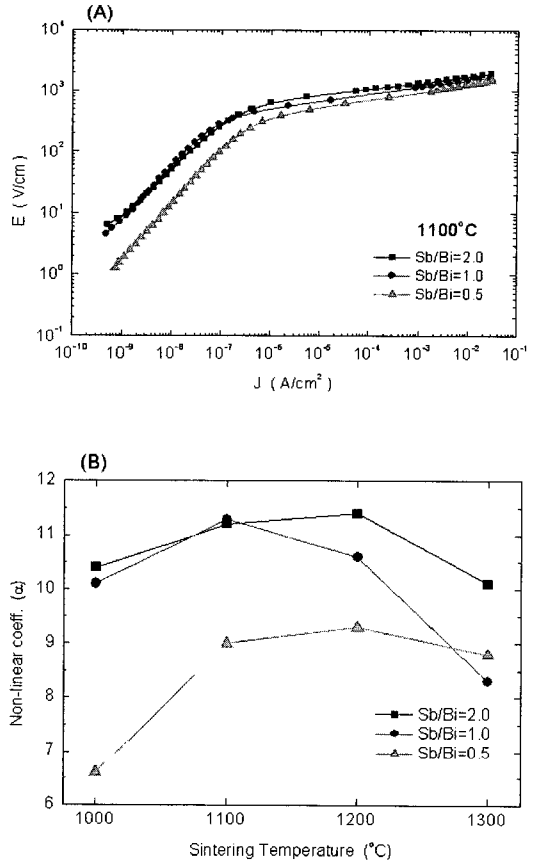 (A)
10⁴
10³
10²
10¹
10⁰
10⁻¹
E ( V/cm)
1100°C
Sb/Bi=2.0
Sb/Bi=1.0
Sb/Bi=0.5
10⁻¹⁰ 10⁻⁹ 10⁻⁸ 10⁻⁷ 10⁻⁶ 10⁻⁵ 10⁻⁴ 10⁻³ 10⁻² 10⁻¹
J ( A/cm²)
(B)
12
11
10
9
8
7
6
Non-linear coeff. (α)
Sb/Bi=2.0
Sb/Bi=1.0
Sb/Bi=0.5
1000 1100 1200 1300
Sintering Temperature (°C)